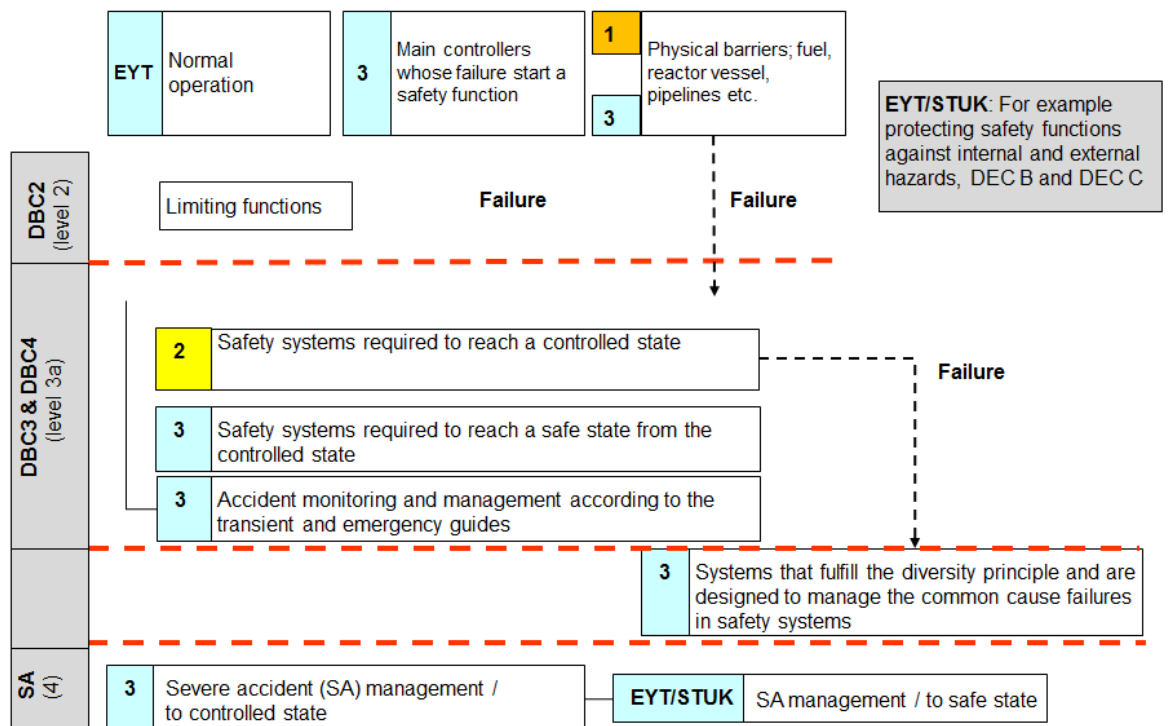 EYT
Normal
operation
3
Main controllers
whose failure start a
safety function
1
3
Physical barriers; fuel,
reactor vessel,
pipelines etc.
EYT/STUK: For example
protecting safety functions
against internal and external
hazards, DEC B and DEC C
DBC2
(level 2)
Limiting functions
Failure
Failure
DBC3 & DBC4
(level 3a)
2
Safety systems required to reach a controlled state
Failure
3
Safety systems required to reach a safe state from the
controlled state
3
Accident monitoring and management according to the
transient and emergency guides
3
Systems that fulfill the diversity principle and are
designed to manage the common cause failures
in safety systems
SA
(4)
3
Severe accident (SA) management /
to controlled state
EYT/STUK
SA management / to safe state